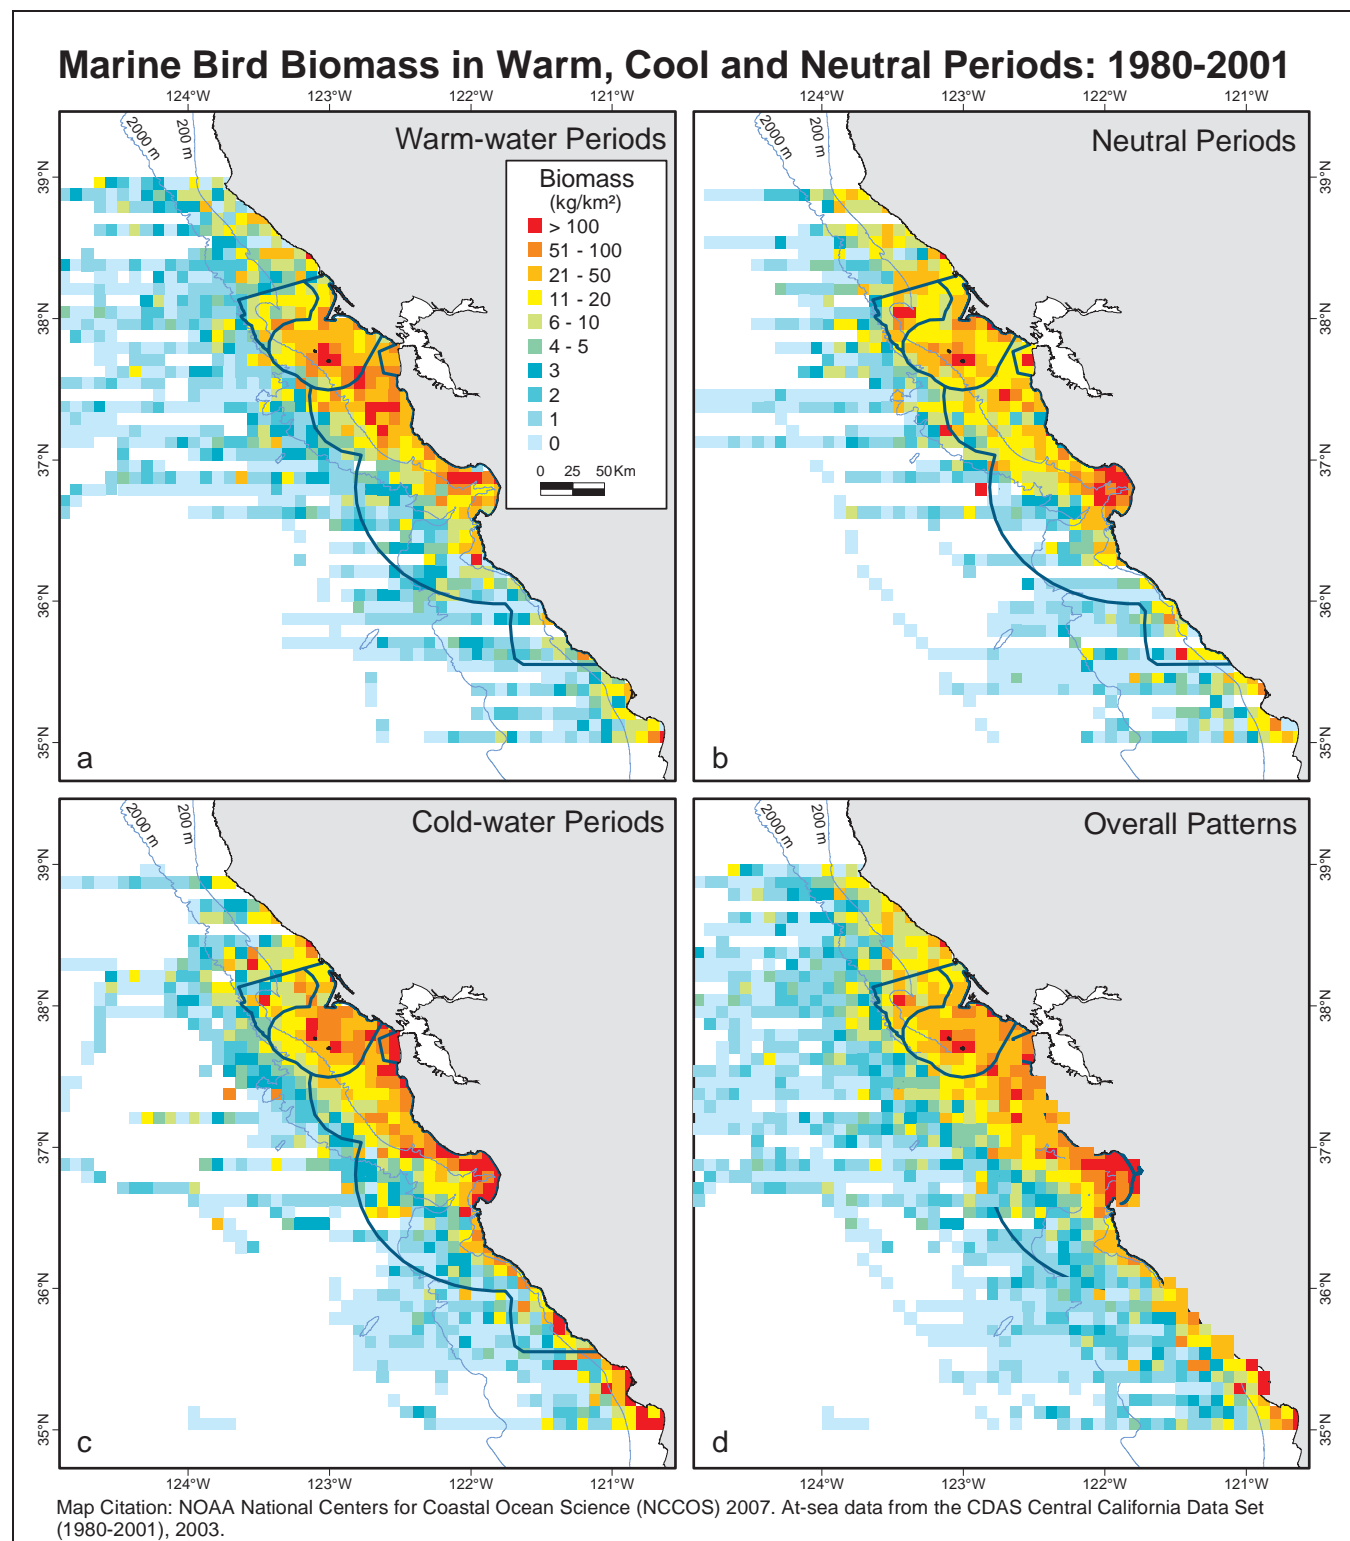 Marine Bird Biomass in Warm, Cool and Neutral Periods: 1980-2001
124°W 123°W 122°W 121°W
124°W 123°W 122°W 121°W
2000 m
200 m
Warm-water Periods
Biomass
(kg/km²)
> 100
51 - 100
21 - 50
11 - 20
6 - 10
4 - 5
3
2
1
0
0 25 50 Km
39°N
38°N
37°N
36°N
35°N
a
2000 m
200 m
Neutral Periods
39°N
38°N
37°N
36°N
35°N
b
2000 m
200 m
Cold-water Periods
39°N
38°N
37°N
36°N
35°N
c
2000 m
200 m
Overall Patterns
39°N
38°N
37°N
36°N
35°N
d
124°W 123°W 122°W 121°W
124°W 123°W 122°W 121°W
Map Citation: NOAA National Centers for Coastal Ocean Science (NCCOS) 2007. At-sea data from the CDAS Central California Data Set
(1980-2001), 2003.